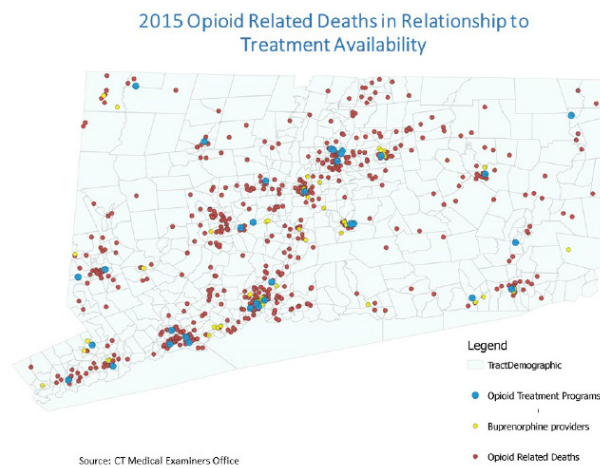 2015 Opioid Related Deaths in Relationship to
Treatment Availability
Legend
TractDemographic
Opioid Treatment Programs
Buprenorphine providers
Opioid Related Deaths
Source: CT Medical Examiners Office